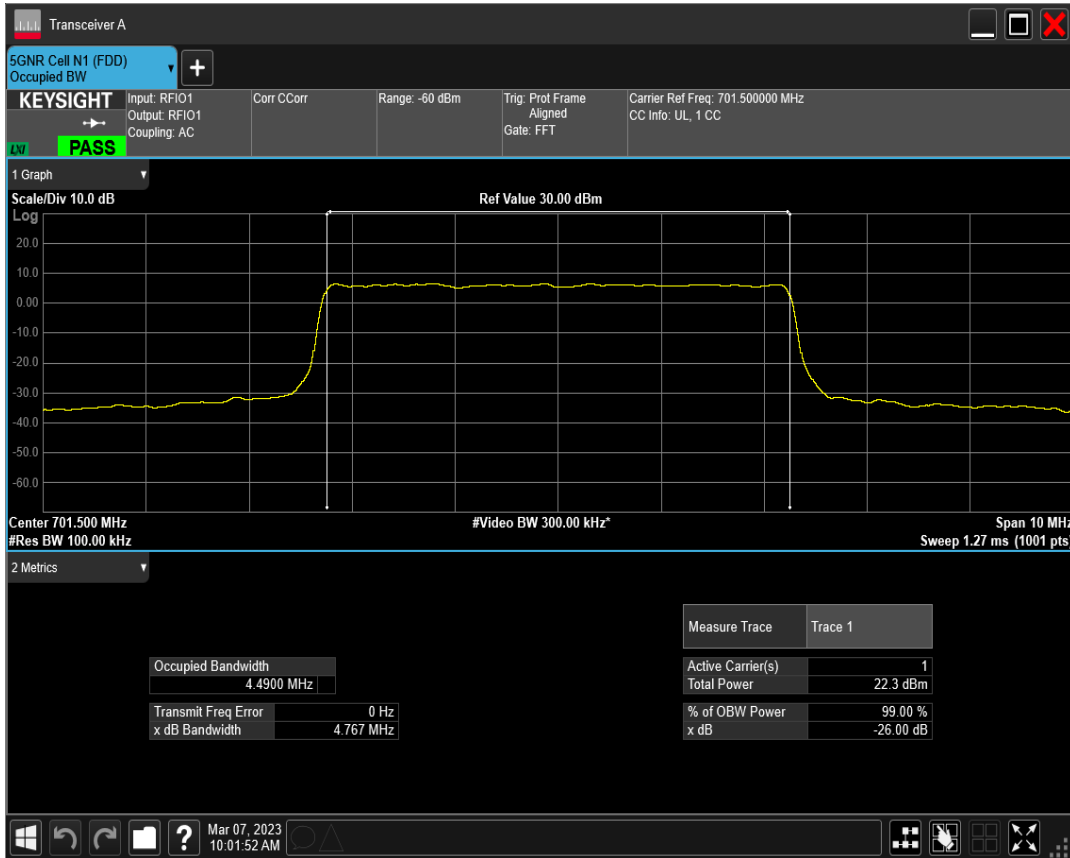 Transceiver A
5GNR Cell N1 (FDD)
Occupied BW
+
KEYSIGHT
LXI
PASS
Input: RFIO1
Output: RFIO1
Coupling: AC
Corr CCorr
Range: -60 dBm
Trig: Prot Frame
Aligned
Gate: FFT
Carrier Ref Freq: 701.500000 MHz
CC Info: UL, 1 CC
1 Graph
Scale/Div 10.0 dB
Ref Value 30.00 dBm
Log
20.0
10.0
0.00
-10.0
-20.0
-30.0
-40.0
-50.0
-60.0
Center 701.500 MHz
#Video BW 300.00 kHz*
Span 10 MHz
#Res BW 100.00 kHz
Sweep 1.27 ms (1001 pts)
2 Metrics
Measure Trace Trace 1
Occupied Bandwidth
4.4900 MHz
Active Carrier(s) 1
Total Power 22.3 dBm
Transmit Freq Error 0 Hz
x dB Bandwidth 4.767 MHz
% of OBW Power 99.00 %
x dB -26.00 dB
?
Mar 07, 2023
10:01:52 AM